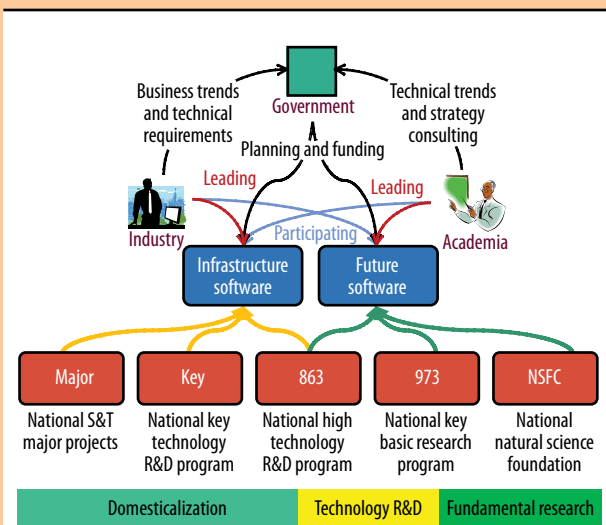 Business trends
and technical
requirements
Government
Technical trends
and strategy
consulting
Planning and funding
Leading
Leading
Industry
Participating
Academia
Infrastructure
software
Future
software
Major
Key
863
973
NSFC
National S&T
major projects
National key
technology
R&D program
National high
technology
R&D program
National key
basic research
program
National
natural science
foundation
Domesticalization
Technology R&D
Fundamental research